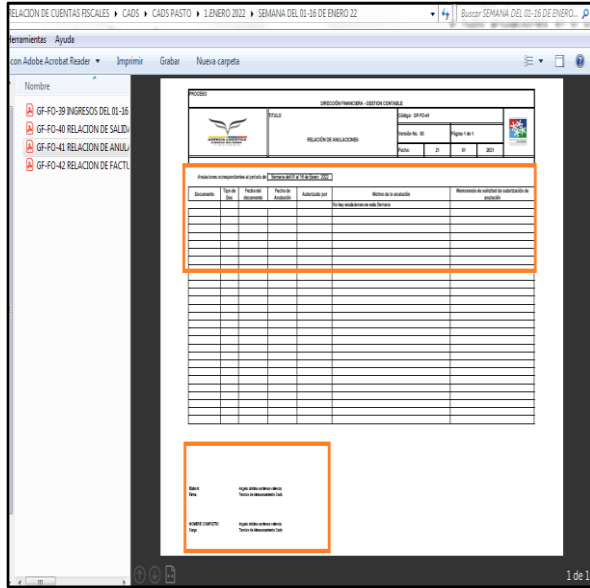 RELACION DE CUENTAS FISCALES ▸ CADS ▸ CADS PASTO ▸ 1.ENERO 2022 ▸ SEMANA DEL 01-16 DE ENERO 22
Buscar SEMANA DEL 01-16 DE ENERO...
Herramientas Ayuda
con Adobe Acrobat Reader Imprimir Grabar Nueva carpeta
Nombre
GF-FO-39 INGRESOS DEL 01-16
GF-FO-40 RELACION DE SALID
GF-FO-41 RELACION DE ANUL
GF-FO-42 RELACION DE FACTU
PROCESO
DIRECCIÓN FINANCIERA - GESTION CONTABLE
TITULO
Código: GF-FO-41
RELACIÓN DE ANULACIONES
Versión No. 00
Página 1 de 1
Fecha: 21 01 2021
AGENCIA LOGÍSTICA
Anulaciones correspondientes al periodo de Semana del 01 al 16 de Enero 2022
Documento Tipo de Doc Fecha del documento Fecha de Anulación Autorizado por Motivo de la anulación Memorando de solicitud de autorización de anulación
No hay anulaciones en esta Semana
Elaboró
Firma
Tecnico de Almacenamiento Cads
NOMBRE COMPLETO
Cargo
Tecnico de Almacenamiento Cads
1 de 1